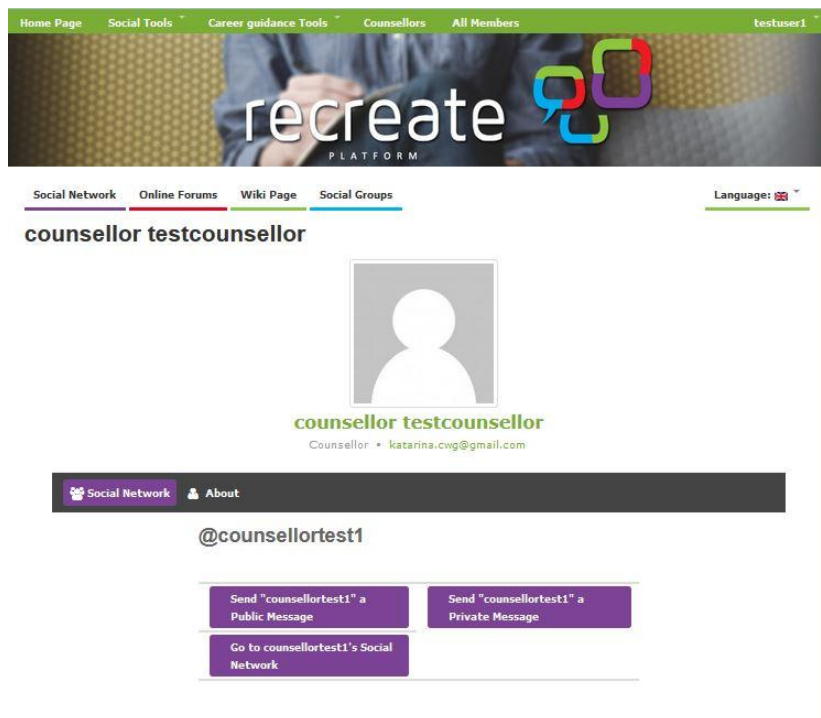 Home Page Social Tools Career guidance Tools Counsellors All Members testuser1
recreate
PLATFORM
Social Network Online Forums Wiki Page Social Groups Language:
counsellor testcounsellor
counsellor testcounsellor
Counsellor • katarina.cwg@gmail.com
Social Network About
@counsellortest1
Send "counsellortest1" a Public Message
Send "counsellortest1" a Private Message
Go to counsellortest1's Social Network